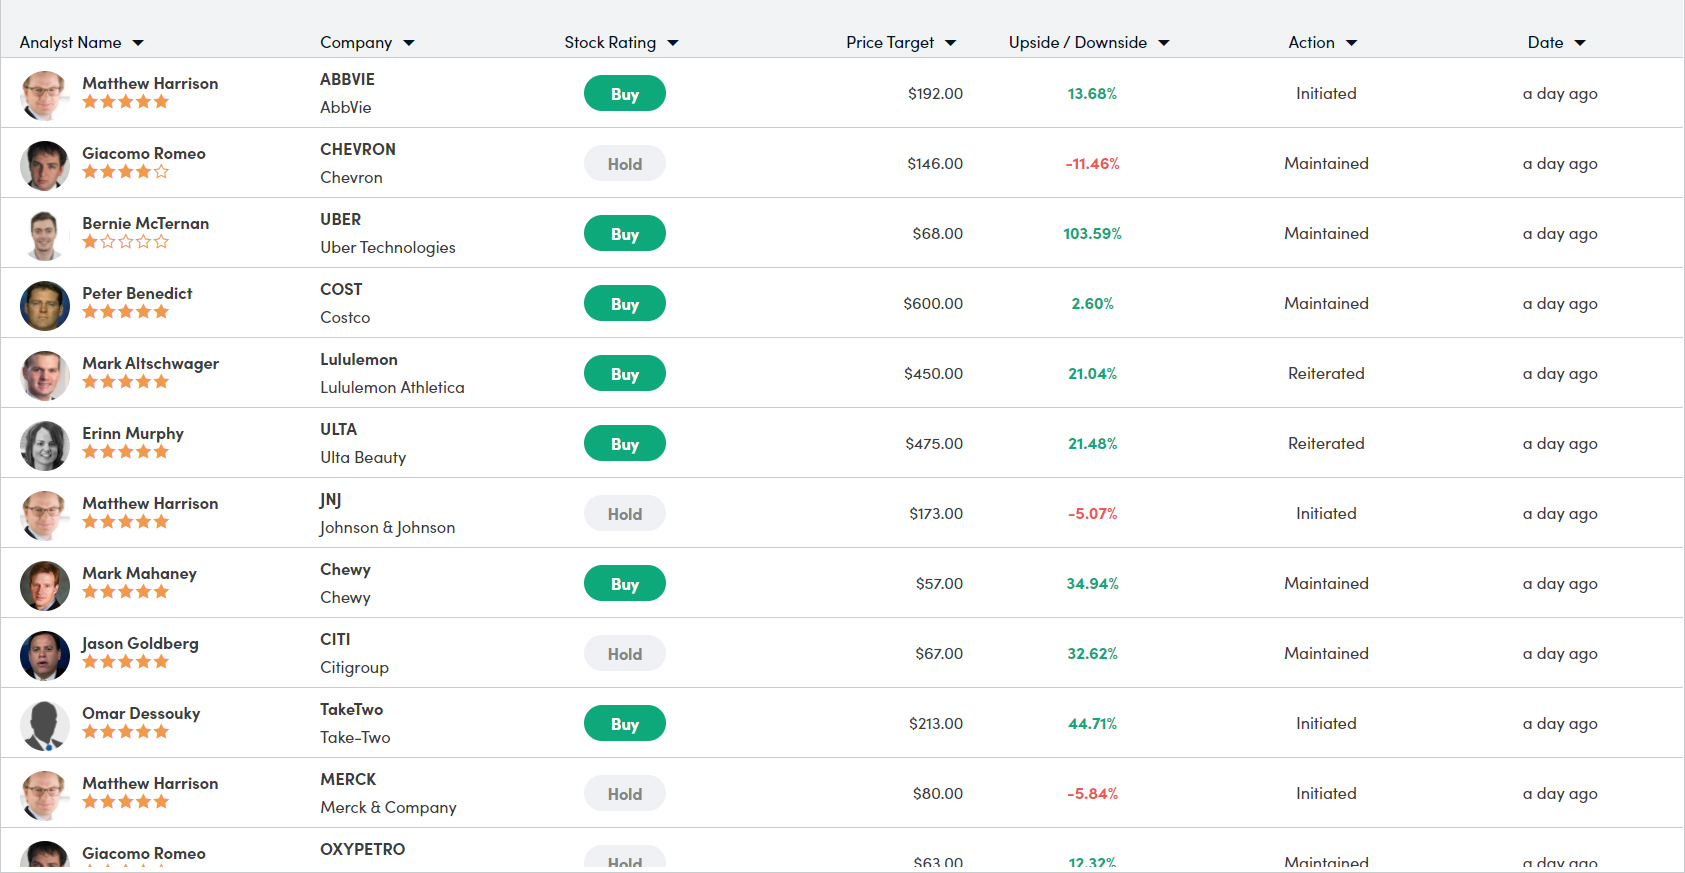 Analyst Name Company Stock Rating Price Target Upside / Downside Action Date
Matthew Harrison ABBVIE AbbVie Buy $192.00 13.68% Initiated a day ago
Giacomo Romeo CHEVRON Chevron Hold $146.00 -11.46% Maintained a day ago
Bernie McTernan UBER Uber Technologies Buy $68.00 103.59% Maintained a day ago
Peter Benedict COST Costco Buy $600.00 2.60% Maintained a day ago
Mark Altschwager Lululemon Lululemon Athletica Buy $450.00 21.04% Reiterated a day ago
Erinn Murphy ULTA Ulta Beauty Buy $475.00 21.48% Reiterated a day ago
Matthew Harrison JNJ Johnson & Johnson Hold $173.00 -5.07% Initiated a day ago
Mark Mahaney Chewy Chewy Buy $57.00 34.94% Maintained a day ago
Jason Goldberg CITI Citigroup Hold $67.00 32.62% Maintained a day ago
Omar Dessouky TakeTwo Take-Two Buy $213.00 44.71% Initiated a day ago
Matthew Harrison MERCK Merck & Company Hold $80.00 -5.84% Initiated a day ago
Giacomo Romeo OXYPETRO Hold $63.00 12.32% Maintained a day ago